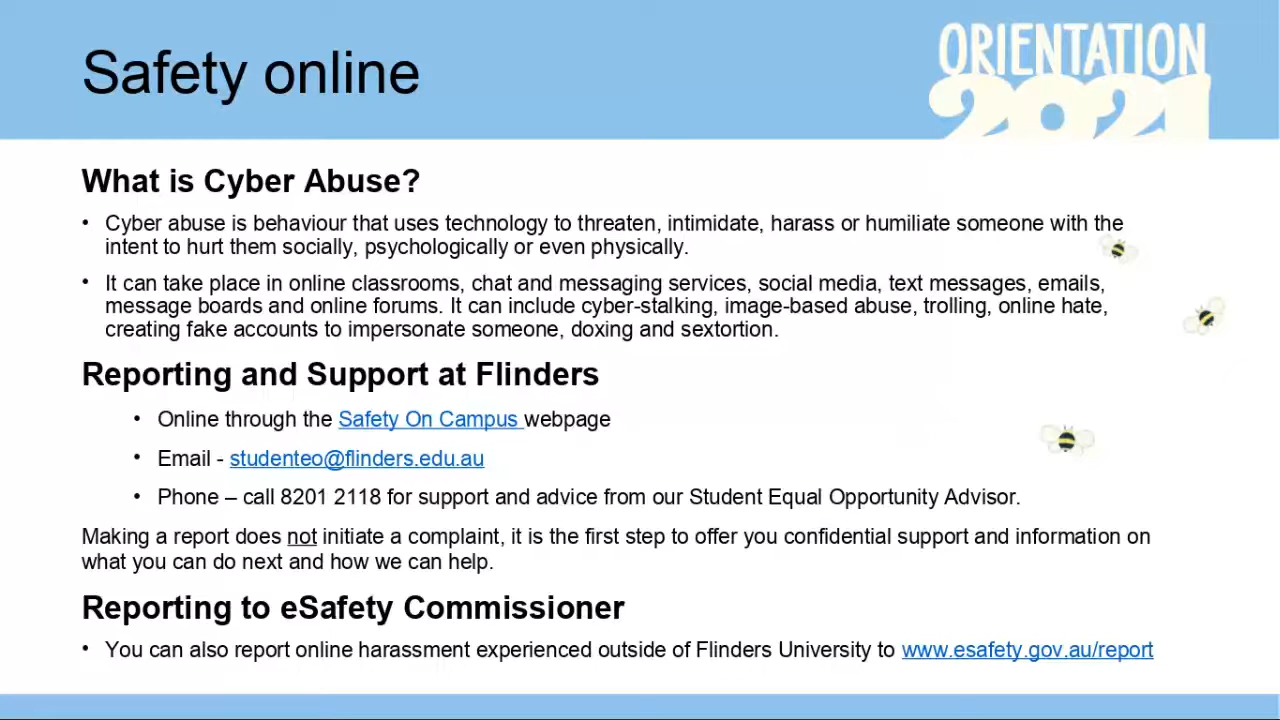 Safety online
ORIENTATION
2021
What is Cyber Abuse?
• Cyber abuse is behaviour that uses technology to threaten, intimidate, harass or humiliate someone with the
intent to hurt them socially, psychologically or even physically.
• It can take place in online classrooms, chat and messaging services, social media, text messages, emails,
message boards and online forums. It can include cyber-stalking, image-based abuse, trolling, online hate,
creating fake accounts to impersonate someone, doxing and sextortion.
Reporting and Support at Flinders
• Online through the Safety On Campus webpage
• Email - studenteo@flinders.edu.au
• Phone – call 8201 2118 for support and advice from our Student Equal Opportunity Advisor.
Making a report does not initiate a complaint, it is the first step to offer you confidential support and information on
what you can do next and how we can help.
Reporting to eSafety Commissioner
• You can also report online harassment experienced outside of Flinders University to www.esafety.gov.au/report